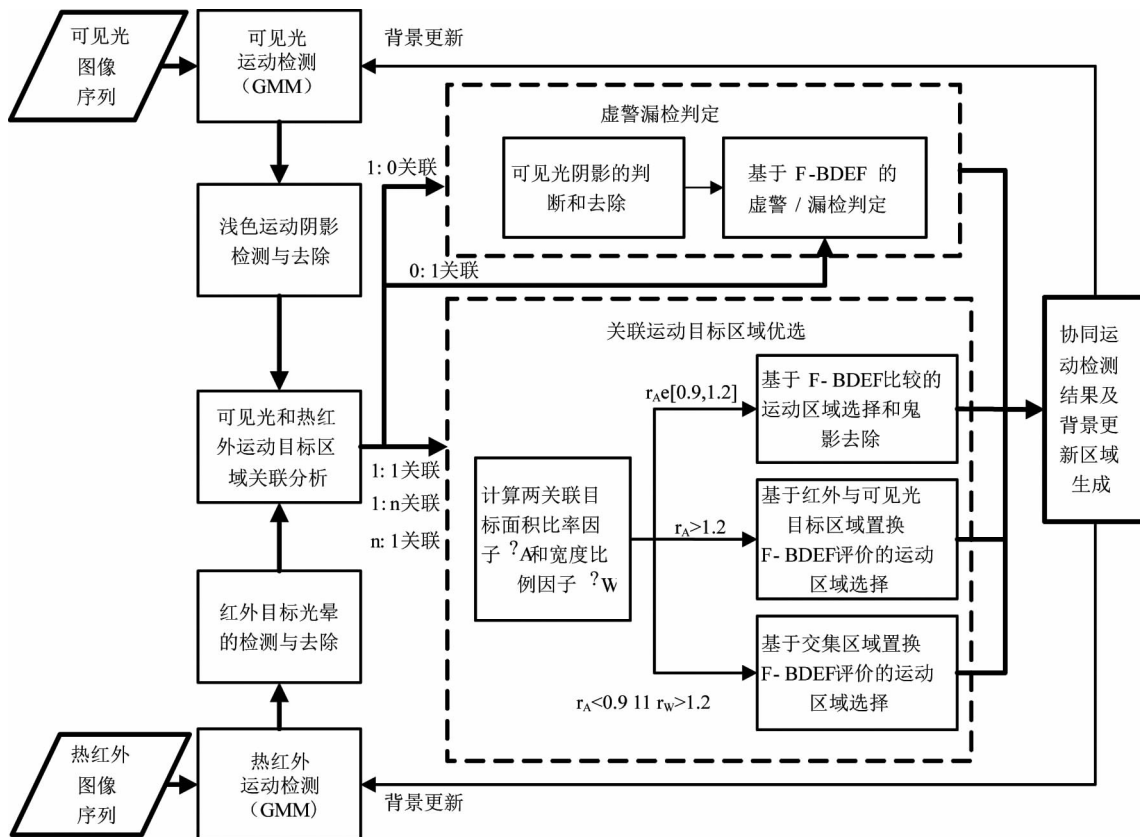 可见光
图像
序列
可见光
运动检测
（GMM）
背景更新
浅色运动阴影
检测与去除
可见光和热红
外运动目标区
域关联分析
红外目标光晕
的检测与去除
热红外
图像
序列
热红外
运动检测
（GMM）
背景更新
1: 0关联
0: 1关联
1: 1关联
1: n关联
n: 1关联
虚警漏检判定
可见光阴影的判
断和去除
基于 F-BDEF 的
虚警 / 漏检判定
关联运动目标区域优选
计算两关联目
标面积比率因
子 ?A和宽度比
例因子 ?W
rAe[0.9,1.2]
rA>1.2
rA<0.9 11 rW>1.2
基于 F- BDEF比较的
运动区域选择和鬼
影去除
基于红外与可见光
目标区域置换
F- BDEF评价的运动
区域选择
基于交集区域置换
F- BDEF评价的运动
区域选择
协同运
动检测
结果及
背景更
新区域
生成